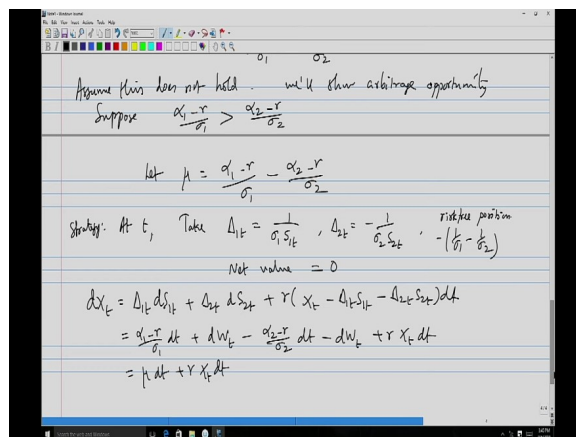 σ₁ σ₂
Assume this does not hold. we'll show arbitrage opportunity
Suppose (α₁ - r)/σ₁ > (α₂ - r)/σ₂
Let μ = (α₁ - r)/σ₁ - (α₂ - r)/σ₂
riskfree position
Strategy: At t, Take Δ₁ₜ = 1/(σ₁ S₁ₜ) , Δ₂ₜ = - 1/(σ₂ S₂ₜ) , -(1/σ₁ - 1/σ₂)
Net value = 0
dXₜ = Δ₁ₜ dS₁ₜ + Δ₂ₜ dS₂ₜ + r( Xₜ - Δ₁ₜ S₁ₜ - Δ₂ₜ S₂ₜ) dt
= (α₁ - r)/σ₁ dt + dWₜ - (α₂ - r)/σ₂ dt - dWₜ + r Xₜ dt
= μ dt + r Xₜ dt